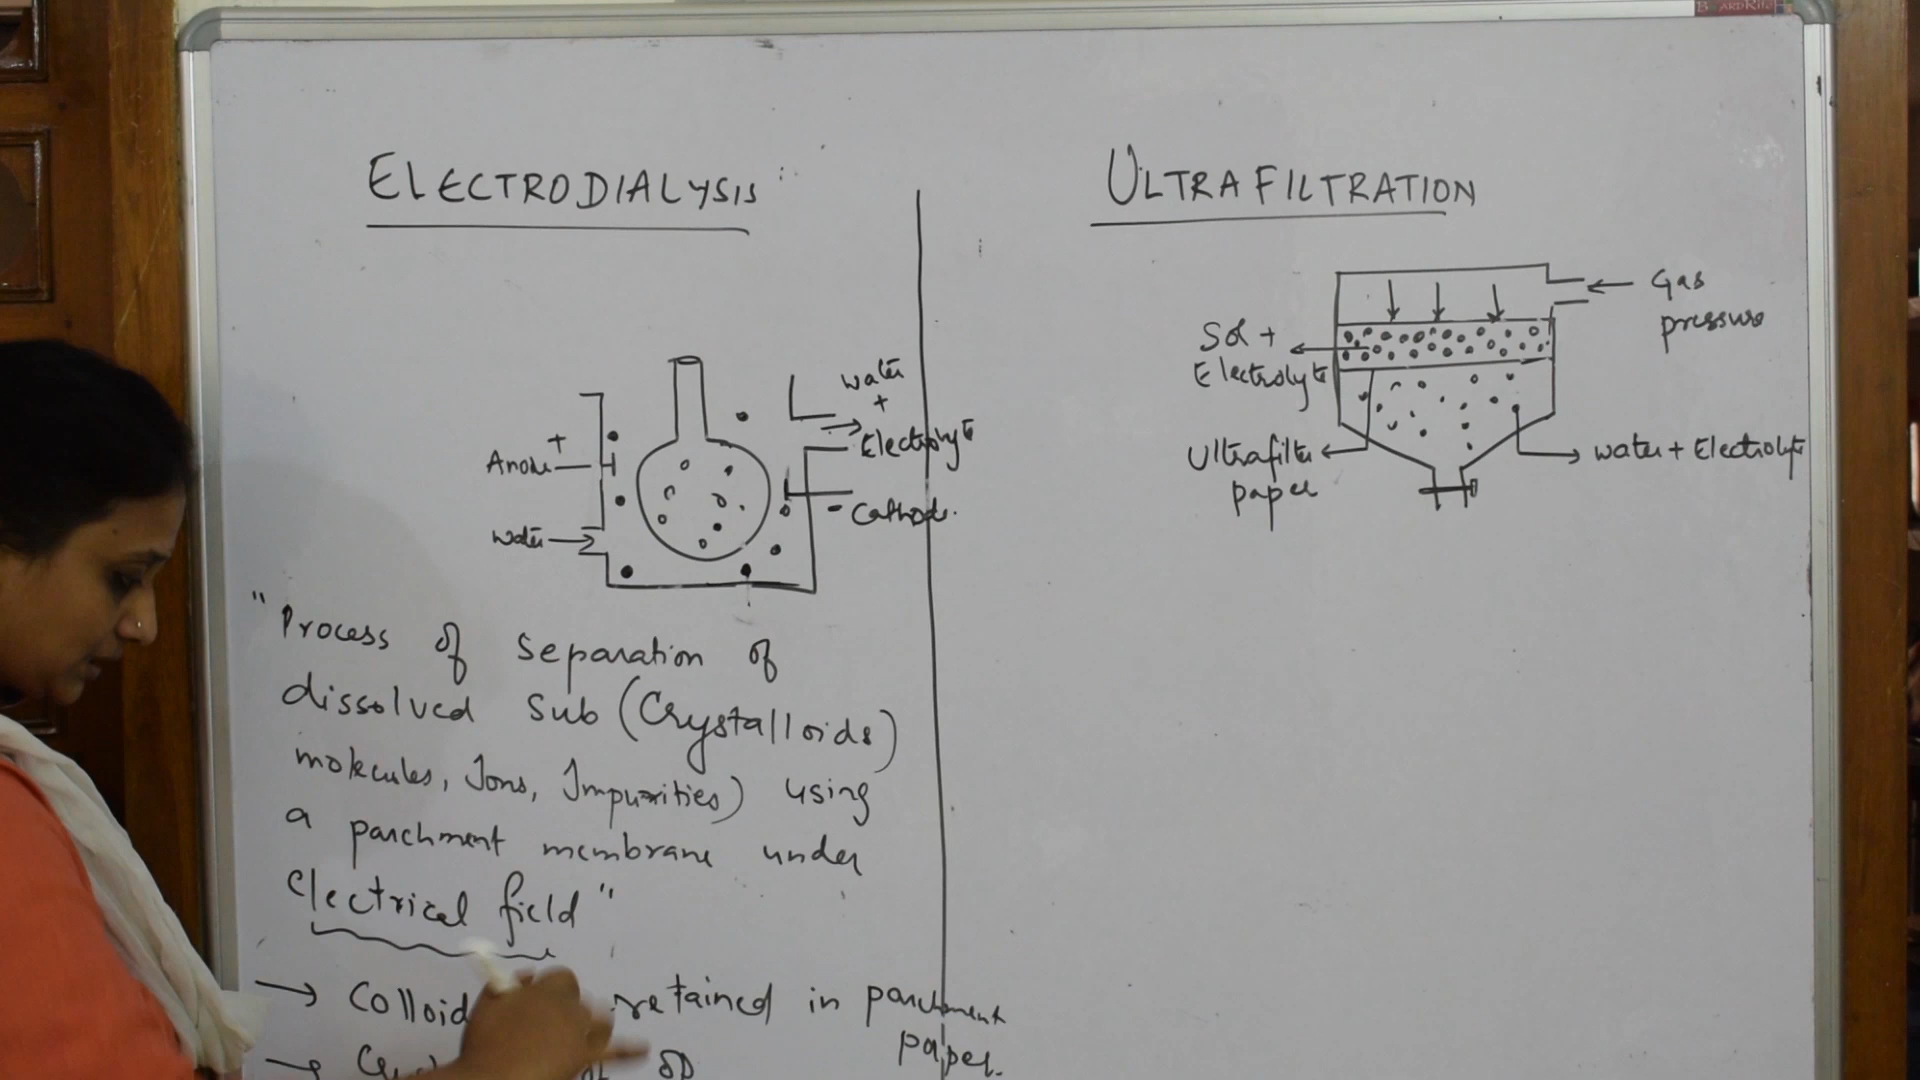 ELECTRODIALYSIS
water
+
Electrolyte
+
Anode
Water
- Cathode.
"Process of separation of
dissolved sub (Crystalloids)
molecules, Ions, Impurities) using
a parchment membrane under
Electrical field"
→ Colloid retained in parchment
paper.
→
ULTRAFILTRATION
Gas
pressure
Sol +
Electrolyte
Ultrafilter
paper
water + Electrolyte